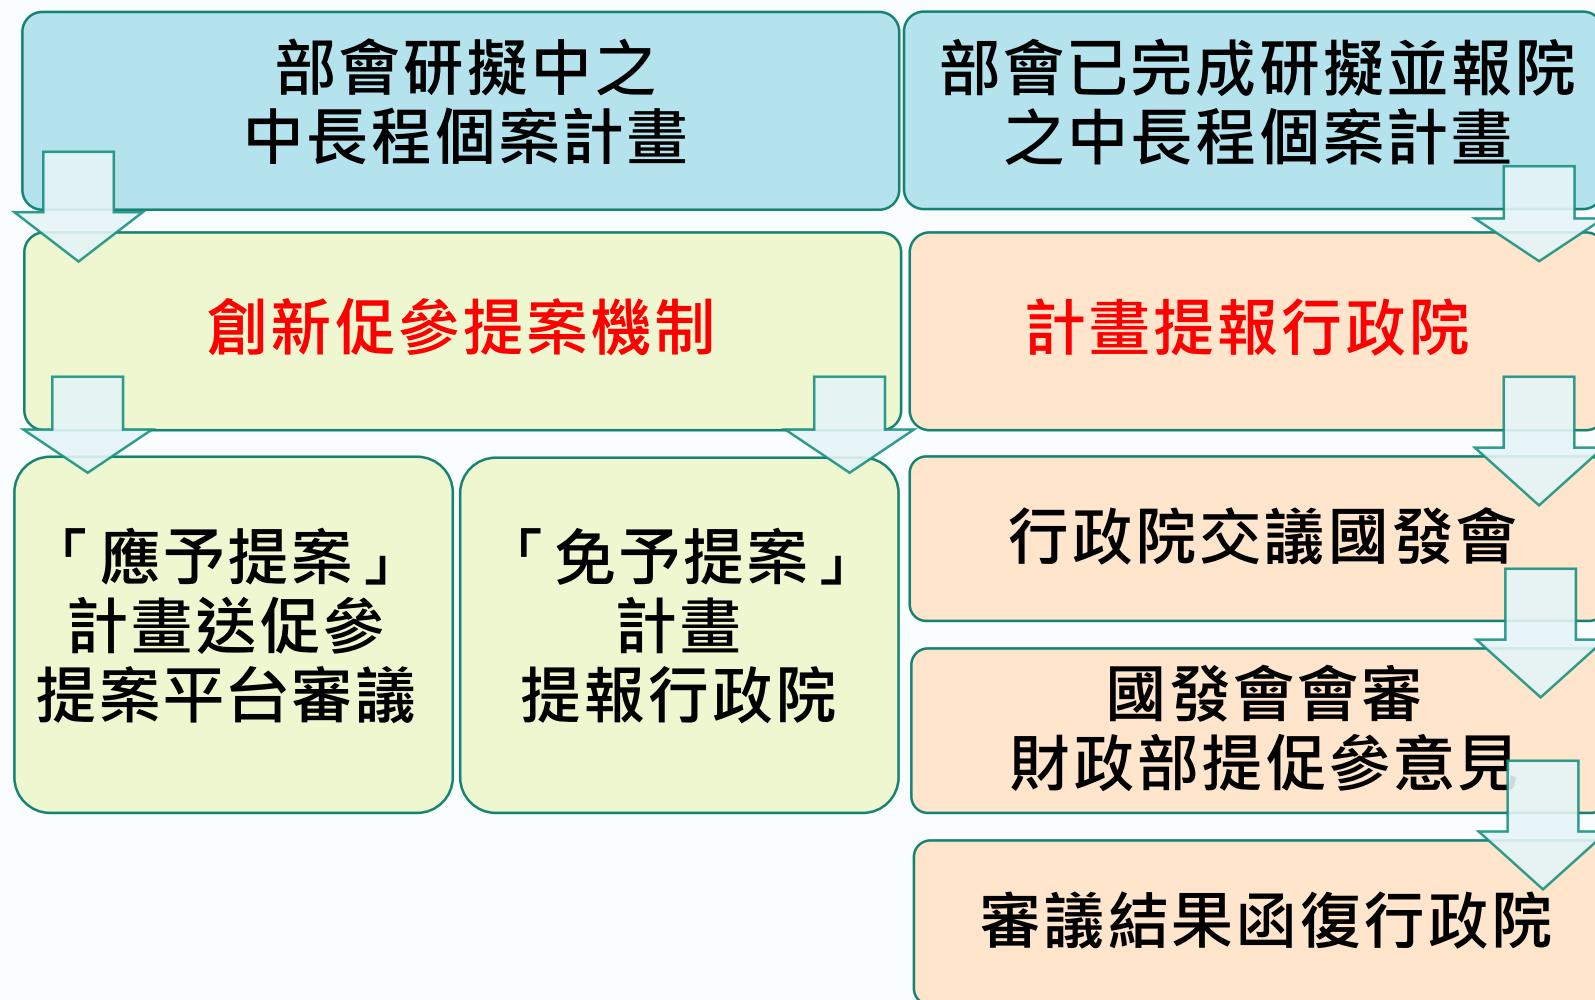 部會研擬中之
中長程個案計畫
部會已完成研擬並報院
之中長程個案計畫
創新促參提案機制
計畫提報行政院
「應予提案」
計畫送促參
提案平台審議
「免予提案」
計畫
提報行政院
行政院交議國發會
國發會會審
財政部提促參意見
審議結果函復行政院